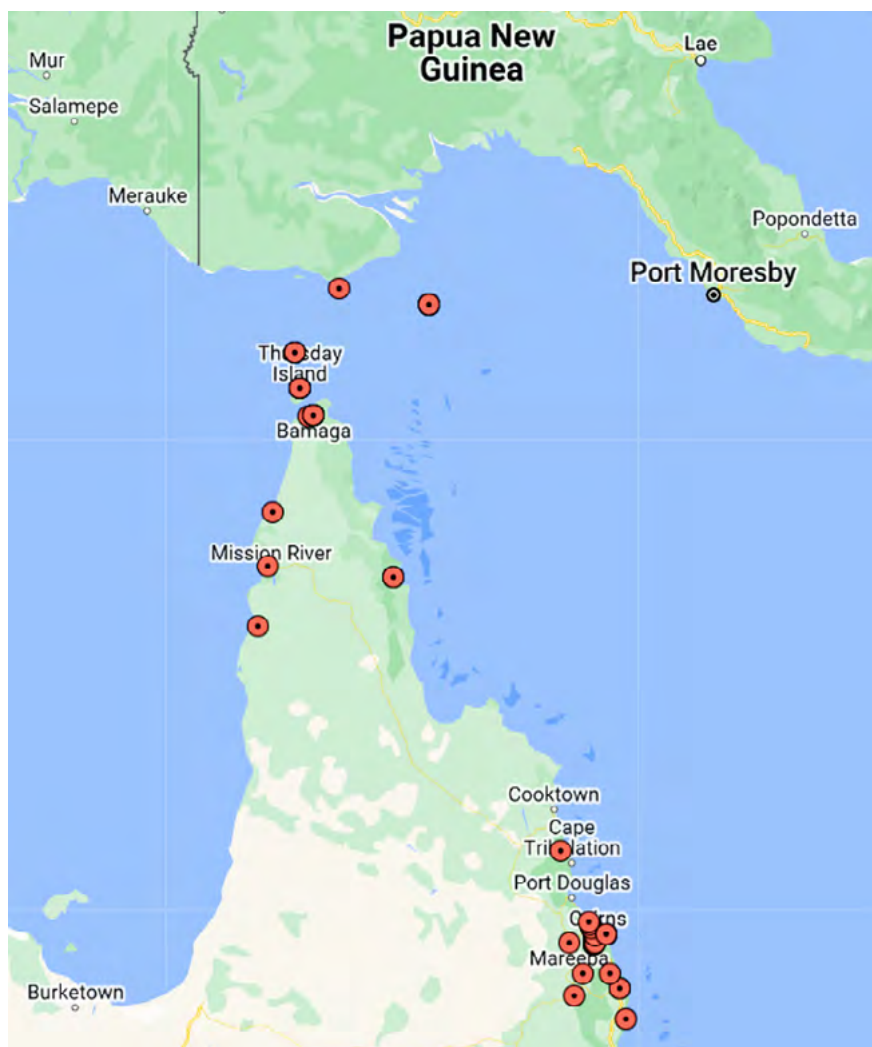 Papua New
Guinea
Lae
Mur
Salamepe
Merauke
Popondetta
Port Moresby
Thursday
Island
Bamaga
Mission River
Cooktown
Cape
Tribulation
Port Douglas
Cairns
Mareeba
Burketown